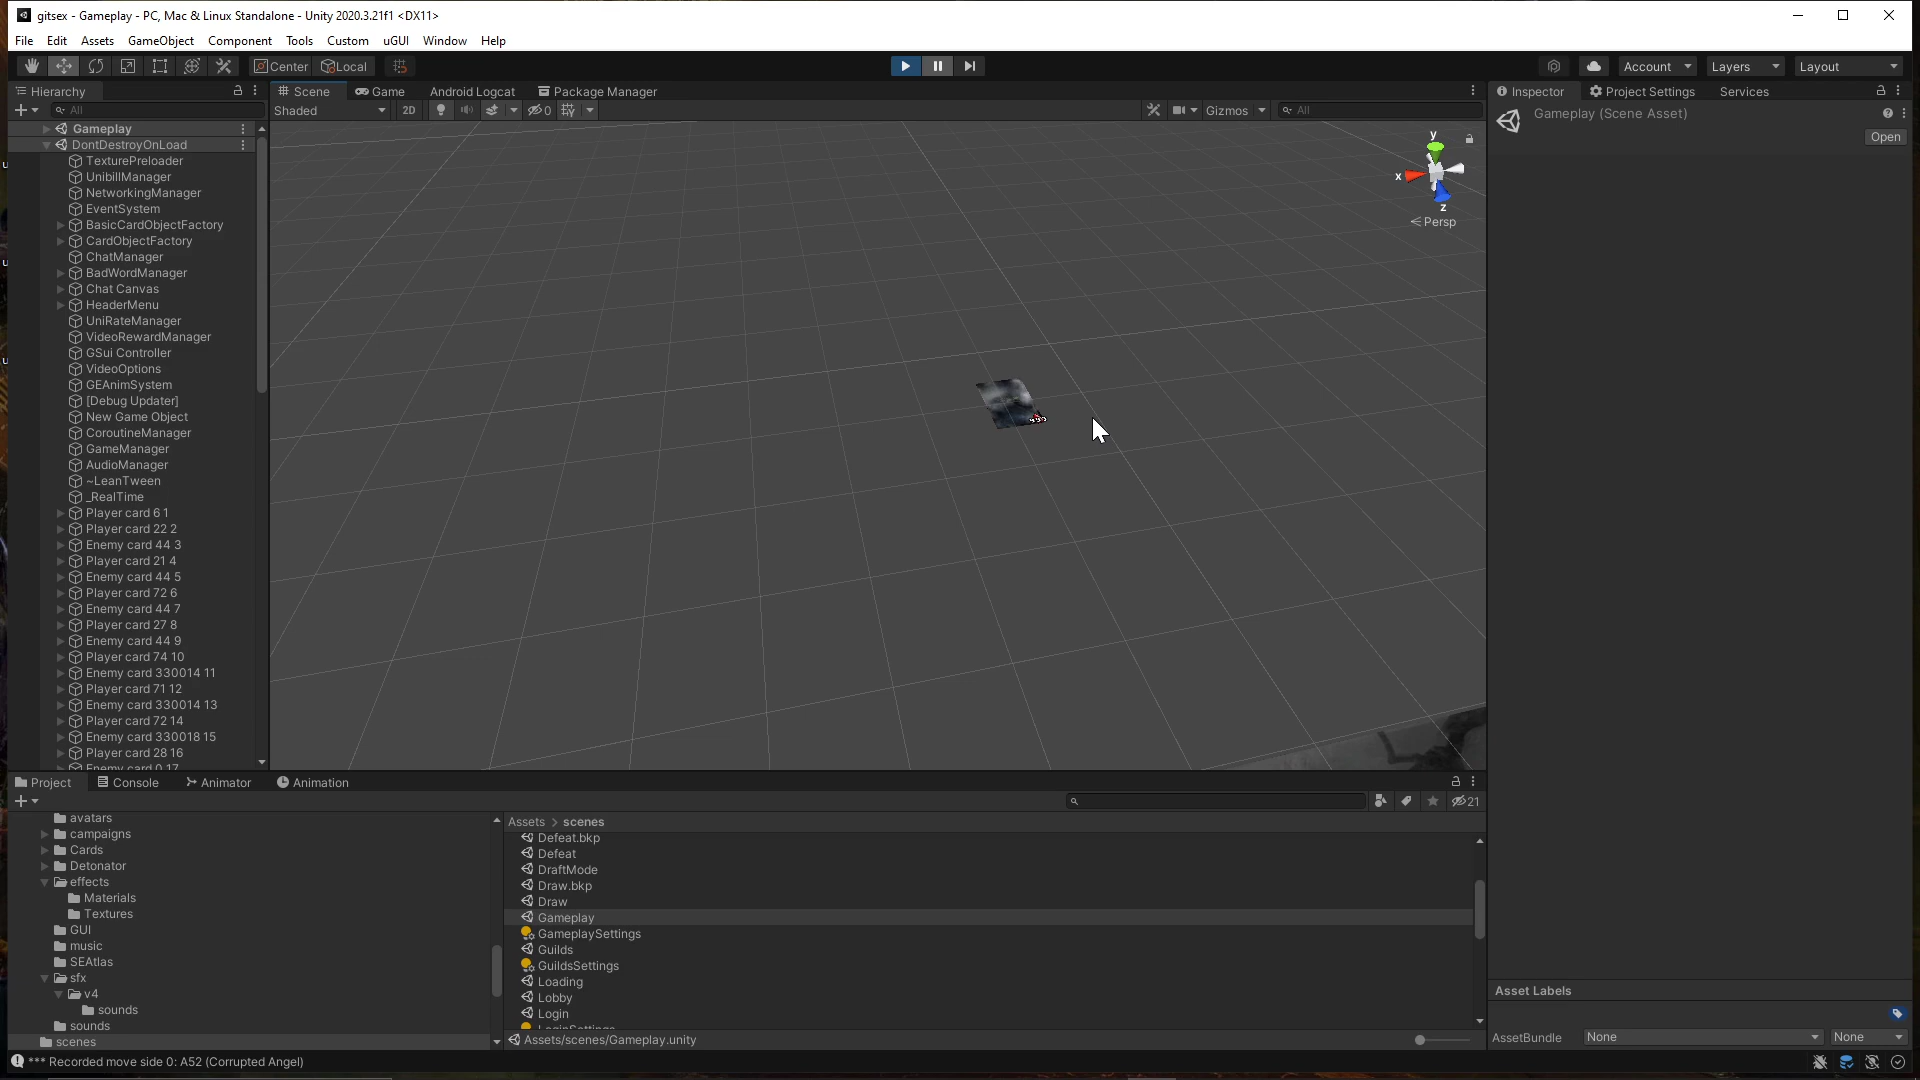 gitsex - Gameplay - PC, Mac & Linux Standalone - Unity 2020.3.21f1 <DX11>
File Edit Assets GameObject Component Tools Custom uGUI Window Help
Center Local Account Layers Layout
Hierarchy
All
Gameplay
DontDestroyOnLoad
TexturePreloader
UnibillManager
NetworkingManager
EventSystem
BasicCardObjectFactory
CardObjectFactory
ChatManager
BadWordManager
Chat Canvas
HeaderMenu
UniRateManager
VideoRewardManager
GSui Controller
VideoOptions
GEAnimSystem
[Debug Updater]
New Game Object
CoroutineManager
GameManager
AudioManager
~LeanTween
_RealTime
Player card 6 1
Player card 22 2
Enemy card 44 3
Player card 21 4
Enemy card 44 5
Player card 72 6
Enemy card 44 7
Player card 27 8
Enemy card 44 9
Player card 74 10
Enemy card 330014 11
Player card 71 12
Enemy card 330014 13
Player card 72 14
Enemy card 330018 15
Player card 28 16
Enemy card 0 17
Scene Game Android Logcat Package Manager
Shaded 2D 0 Gizmos All
y
x
z
Persp
Inspector Project Settings Services
Gameplay (Scene Asset)
Open
Project Console Animator Animation
21
avatars
campaigns
Cards
Detonator
effects
Materials
Textures
GUI
music
SEAtlas
sfx
v4
sounds
sounds
scenes
Assets > scenes
Defeat.bkp
Defeat
DraftMode
Draw.bkp
Draw
Gameplay
GameplaySettings
Guilds
GuildsSettings
Loading
Lobby
Login
LoginSettings
Assets/scenes/Gameplay.unity
Asset Labels
AssetBundle None None
*** Recorded move side 0: A52 (Corrupted Angel)